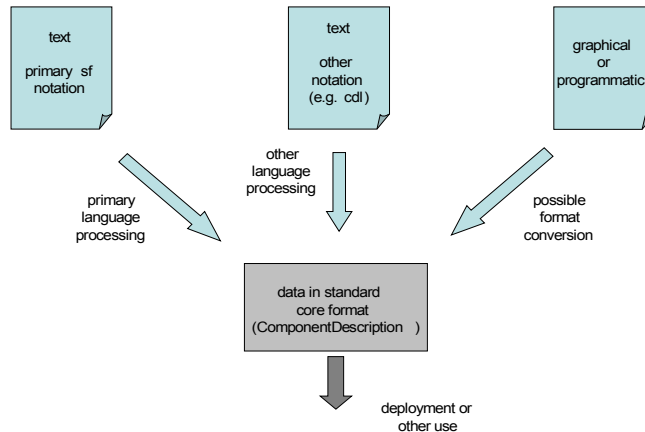 text
primary sf
notation
text
other
notation
(e.g. cdl)
graphical
or
programmatic
primary
language
processing
other
language
processing
possible
format
conversion
data in standard
core format
(ComponentDescription )
deployment or
other use